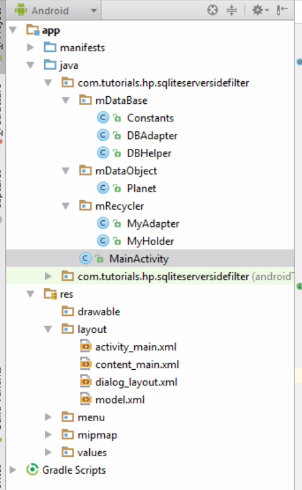 Android
app
manifests
java
com.tutorials.hp.sqliteserversidefilter
mDataBase
Constants
DBAdapter
DBHelper
mDataObject
Planet
mRecycler
MyAdapter
MyHolder
MainActivity
com.tutorials.hp.sqliteserversidefilter (android
res
drawable
layout
activity_main.xml
content_main.xml
dialog_layout.xml
model.xml
menu
mipmap
values
Gradle Scripts